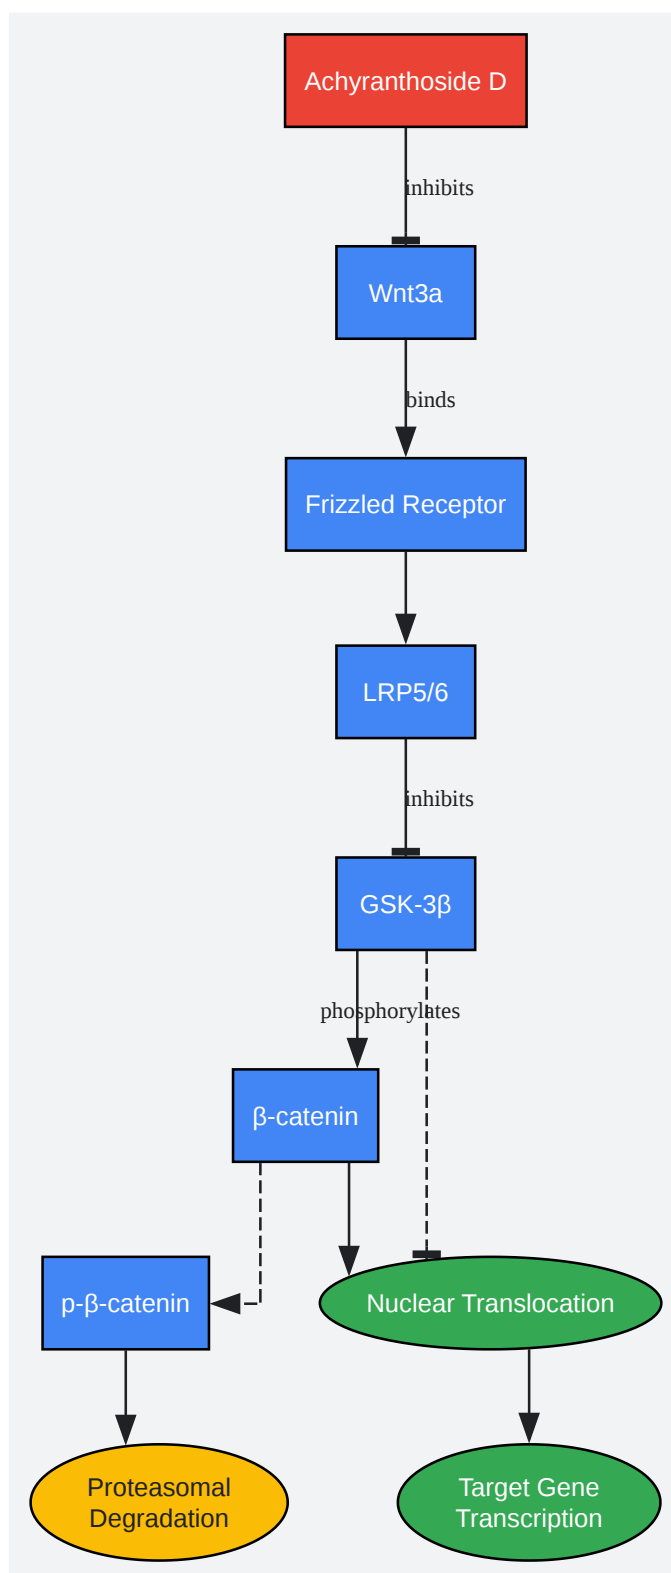 Achyranthoside D
inhibits
Wnt3a
binds
Frizzled Receptor
LRP5/6
inhibits
GSK-3β
phosphorylates
β-catenin
p-β-catenin
Nuclear Translocation
Proteasomal
Degradation
Target Gene
Transcription